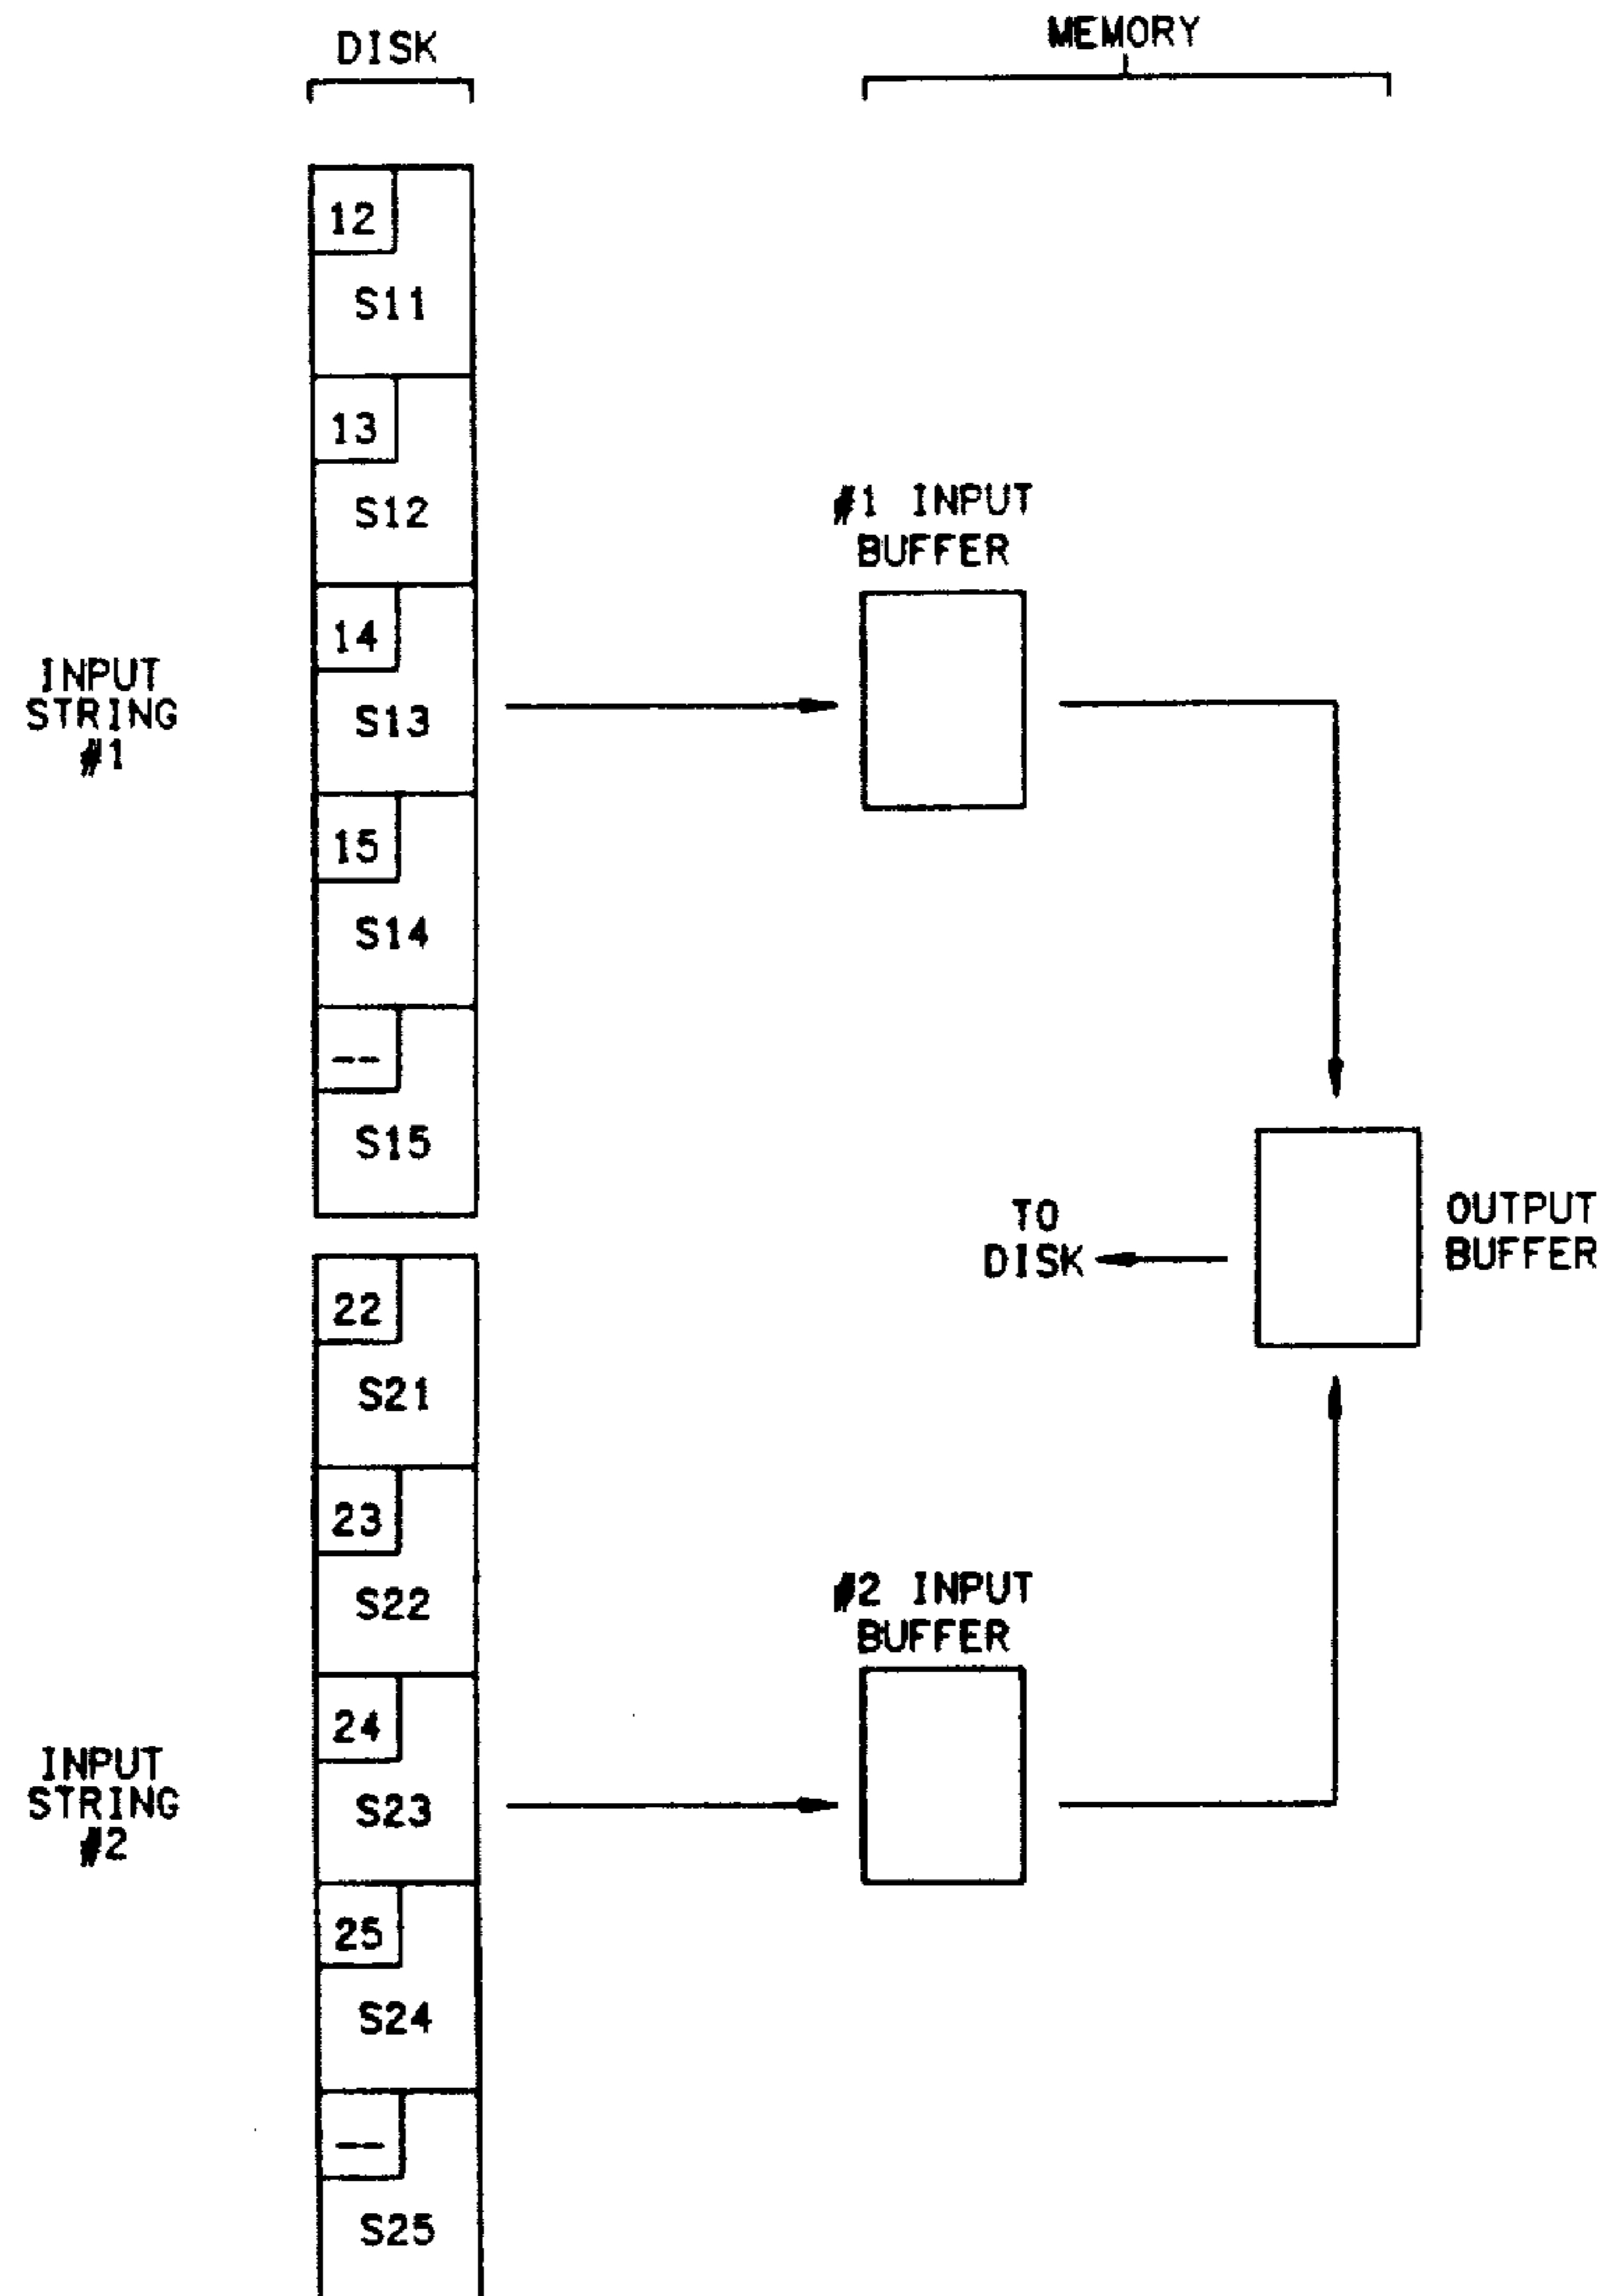 DISK
MEMORY
12
S11
13
S12
#1 INPUT
BUFFER
14
INPUT
STRING
#1
S13
15
S14
--
S15
TO
DISK
OUTPUT
BUFFER
22
S21
23
S22
#2 INPUT
BUFFER
24
INPUT
STRING
#2
S23
25
S24
--
S25